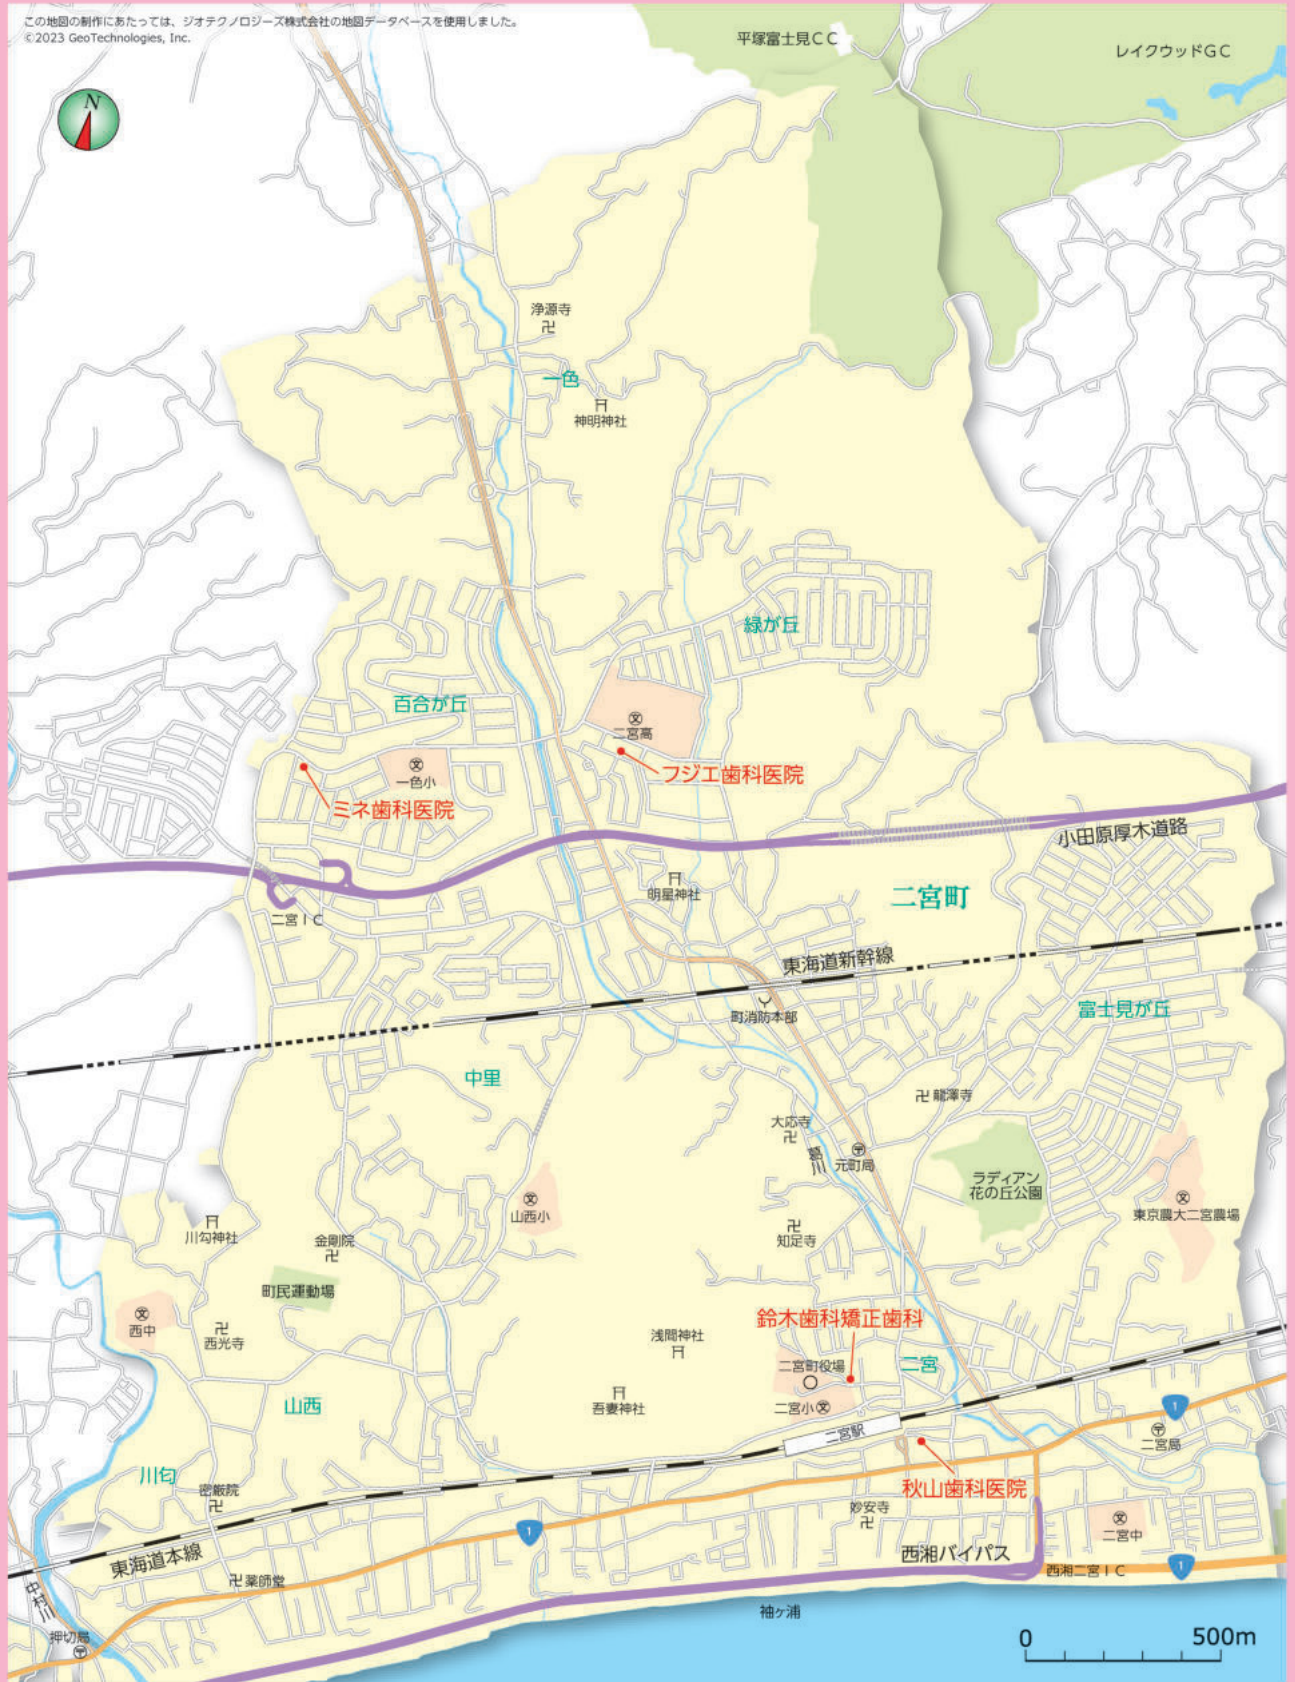 この地図の制作にあたっては、ジオテクノロジーズ株式会社の地図データベースを使用しました。
©2023 GeoTechnologies, Inc.
平塚富士見CC
レイクウッドGC
N
浄源寺
一色
神明神社
緑が丘
百合が丘
二宮高
一色小
フジエ歯科医院
ミネ歯科医院
小田原厚木道路
明星神社
二宮町
二宮IC
東海道新幹線
町消防本部
富士見が丘
中里
龍澤寺
大応寺
葛川
元町局
ラディアン
花の丘公園
山西小
東京農大二宮農場
川勾神社
金剛院
知足寺
町民運動場
西中
西光寺
鈴木歯科矯正歯科
浅間神社
二宮町役場
二宮
吾妻神社
二宮小
山西
1
二宮駅
二宮局
川匂
密厳院
秋山歯科医院
妙安寺
1
二宮中
東海道本線
西湘バイパス
西湘二宮IC
1
薬師堂
中村川
袖ヶ浦
押切局
0 500m